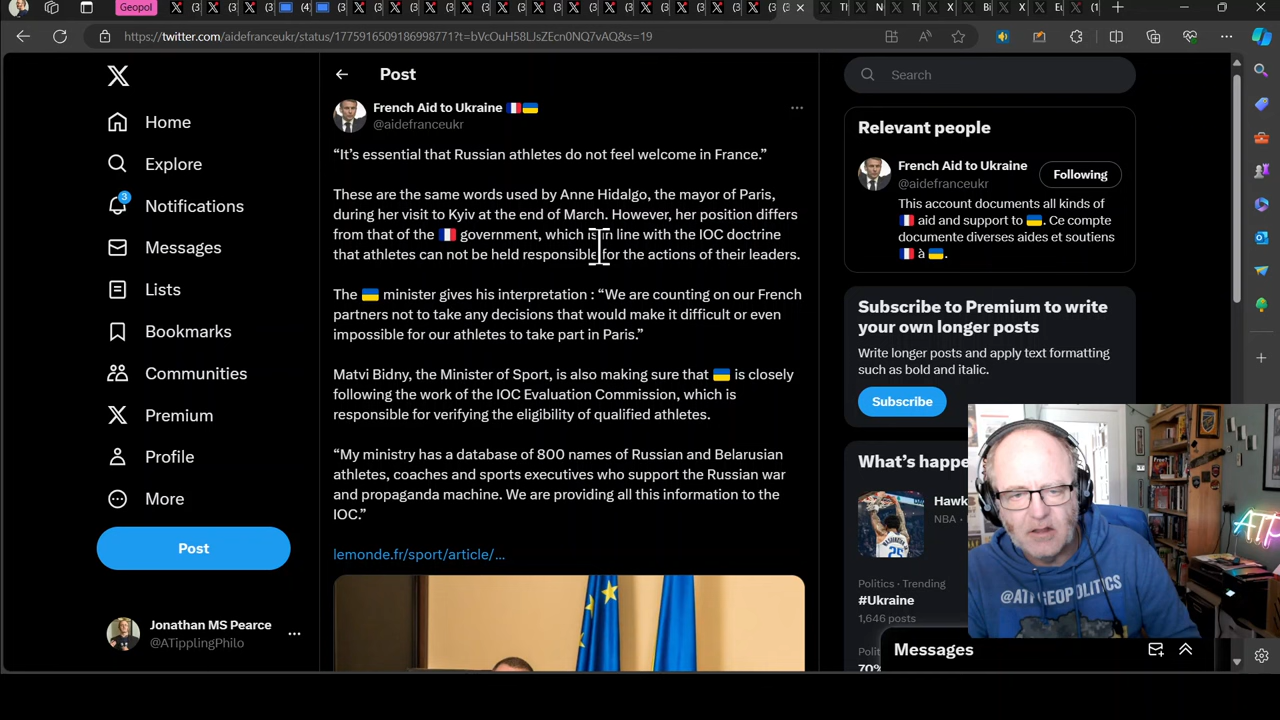 Geopol
https://twitter.com/aidefranceukr/status/1775916509186998771?t=bVcOuH58LJsZEcn0NQ7vAQ&s=19
Home
Explore
3
Notifications
Messages
Lists
Bookmarks
Communities
Premium
Profile
More
Post
Jonathan MS Pearce
@ATipplingPhilo
Post
French Aid to Ukraine 🇫🇷🇺🇦
@aidefranceukr
“It’s essential that Russian athletes do not feel welcome in France.”
These are the same words used by Anne Hidalgo, the mayor of Paris,
during her visit to Kyiv at the end of March. However, her position differs
from that of the 🇫🇷 government, which is in line with the IOC doctrine
that athletes can not be held responsible for the actions of their leaders.
The 🇺🇦 minister gives his interpretation : “We are counting on our French
partners not to take any decisions that would make it difficult or even
impossible for our athletes to take part in Paris.”
Matvi Bidny, the Minister of Sport, is also making sure that 🇺🇦 is closely
following the work of the IOC Evaluation Commission, which is
responsible for verifying the eligibility of qualified athletes.
“My ministry has a database of 800 names of Russian and Belarusian
athletes, coaches and sports executives who support the Russian war
and propaganda machine. We are providing all this information to the
IOC.”
lemonde.fr/sport/article/...
Search
Relevant people
French Aid to Ukraine
@aidefranceukr
Following
This account documents all kinds of
🇫🇷 aid and support to 🇺🇦. Ce compte
documente diverses aides et soutiens
🇫🇷 à 🇺🇦.
Subscribe to Premium to write
your own longer posts
Write longer posts and apply text formatting
such as bold and italic.
Subscribe
What’s happe
Hawk
NBA ·
Politics · Trending
#Ukraine
1,646 posts
Messages
@ATPGEOPOLITICS
ATP